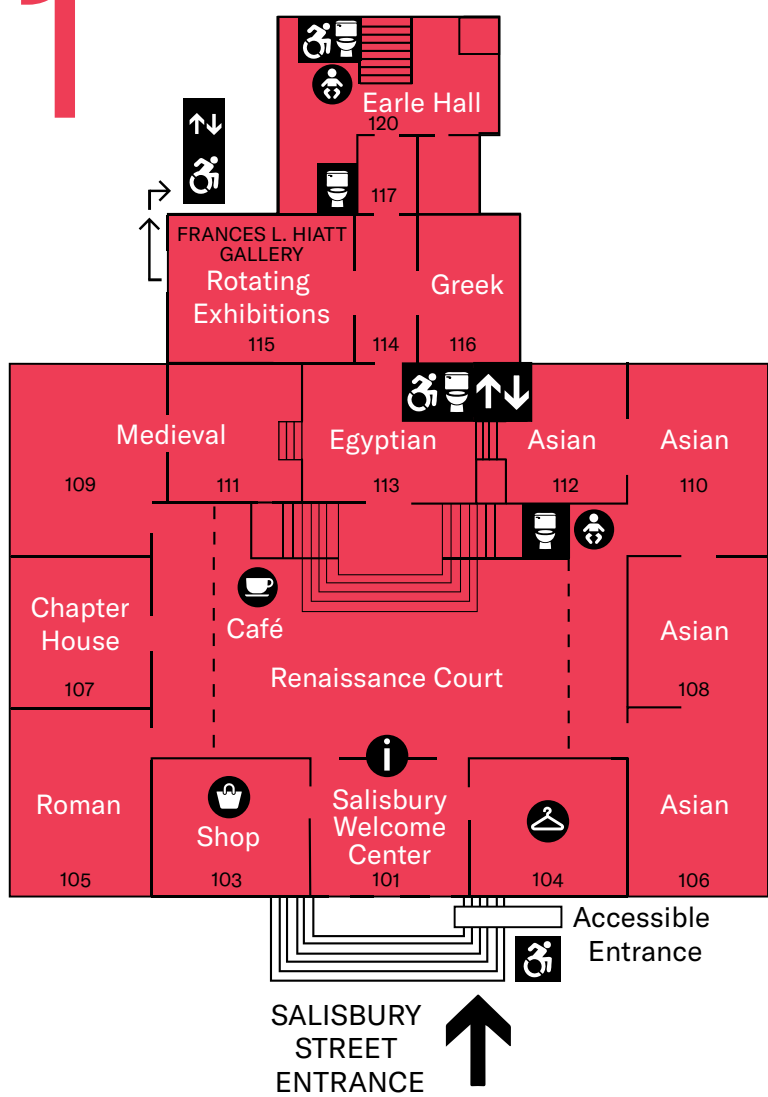 1
Earle Hall
120
117
FRANCES L. HIATT
GALLERY
Rotating
Exhibitions
115
114
Greek
116
Medieval
109
111
Egyptian
113
Asian
112
Asian
110
Chapter
House
107
Café
Renaissance Court
Asian
108
Roman
105
Shop
103
i
Salisbury
Welcome
Center
101
104
Asian
106
Accessible
Entrance
SALISBURY
STREET
ENTRANCE